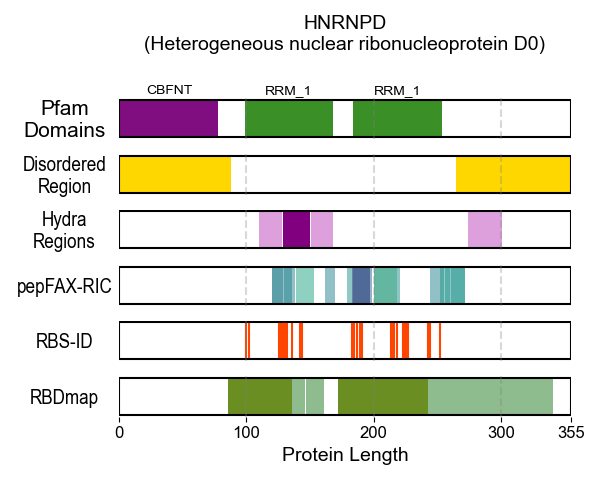 HNRNPD
(Heterogeneous nuclear ribonucleoprotein D0)
CBFNT RRM_1 RRM_1
Pfam
Domains
Disordered
Region
Hydra
Regions
pepFAX-RIC
RBS-ID
RBDmap
0 100 200 300 355
Protein Length